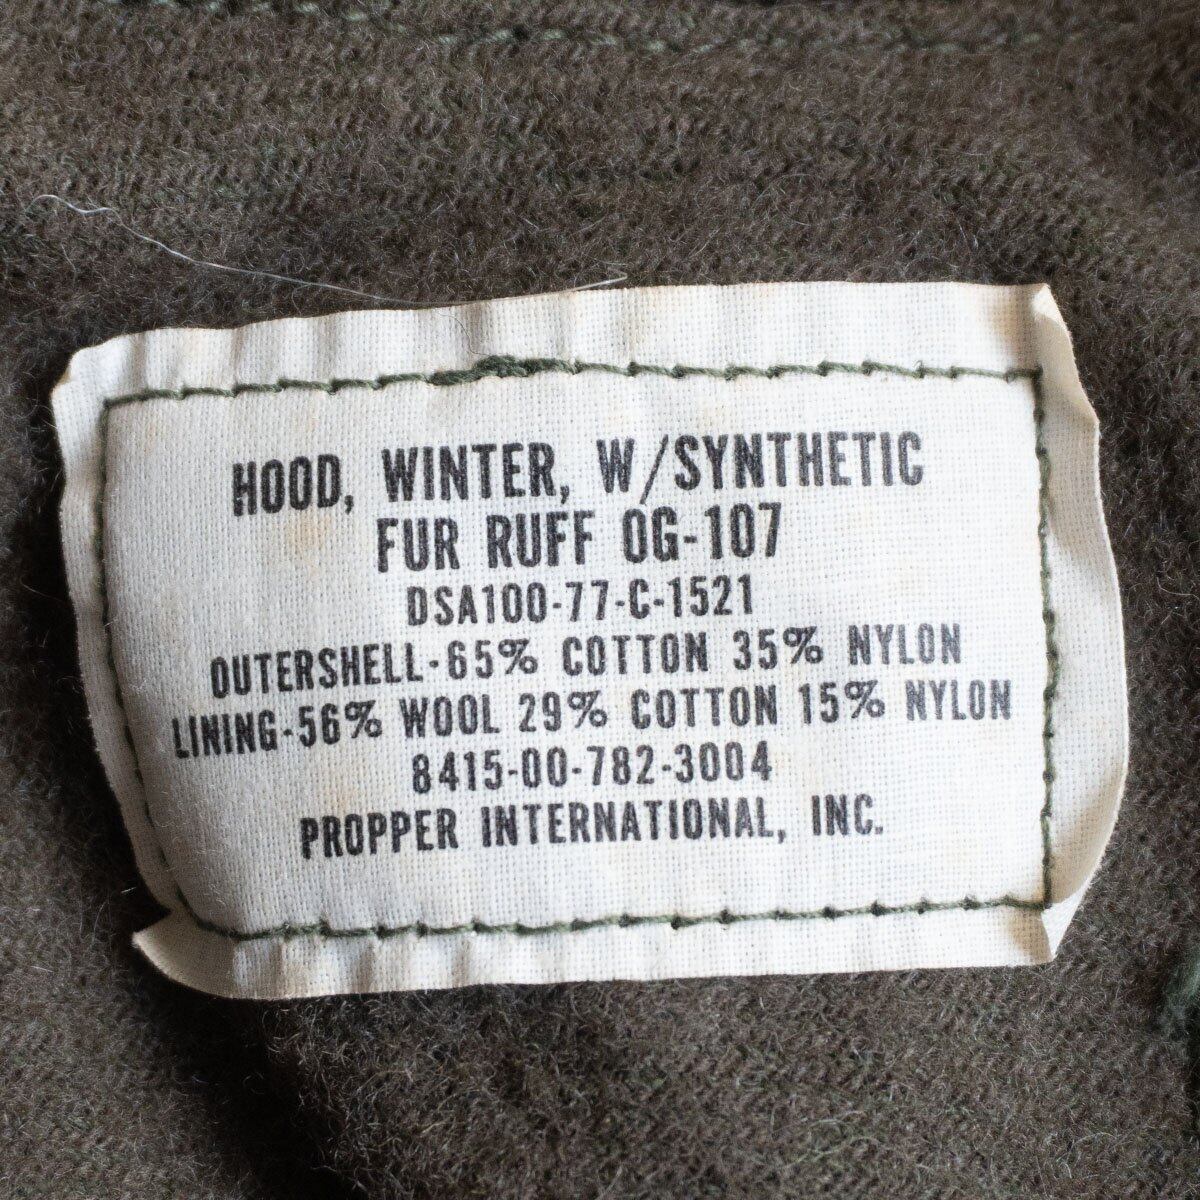 HOOD, WINTER, W/SYNTHETIC
FUR RUFF OG-107
DSA100-77-C-1521
OUTERSHELL-65% COTTON 35% NYLON
LINING-56% WOOL 29% COTTON 15% NYLON
8415-00-782-3004
PROPPER INTERNATIONAL, INC.